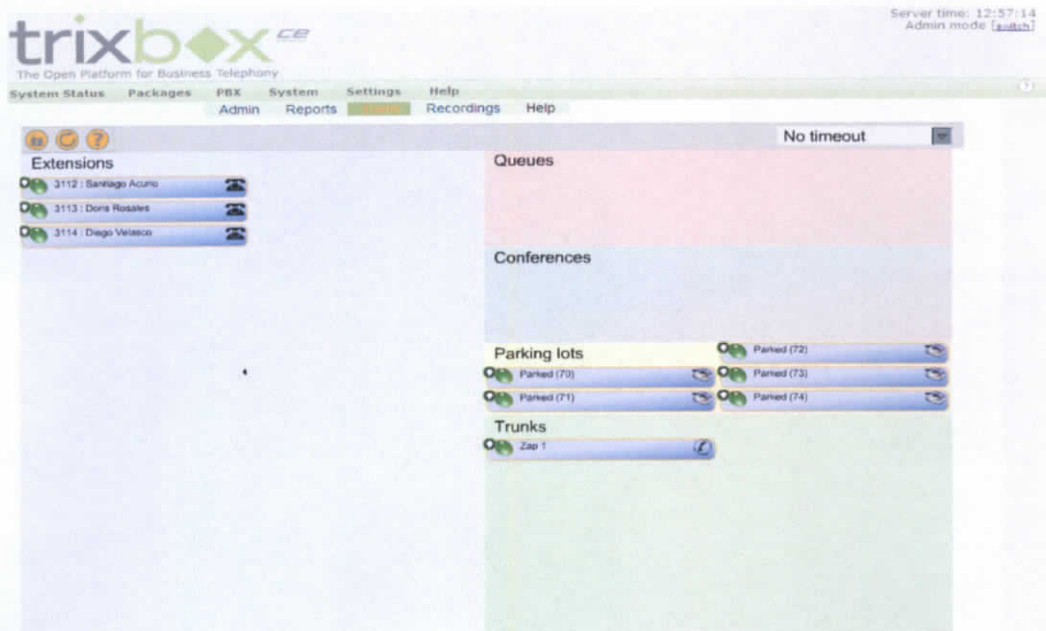 Server time: 12:57:14
Admin mode [switch]
trixbox CE
The Open Platform for Business Telephony
System Status Packages PBX System Settings Help
Admin Reports Recordings Help
No timeout
Extensions
3112 : Santiago Acurio
3113 : Doris Rosales
3114 : Diego Velasco
Queues
Conferences
Parking lots
Parked (72)
Parked (70)
Parked (73)
Parked (71)
Parked (74)
Trunks
Zap 1